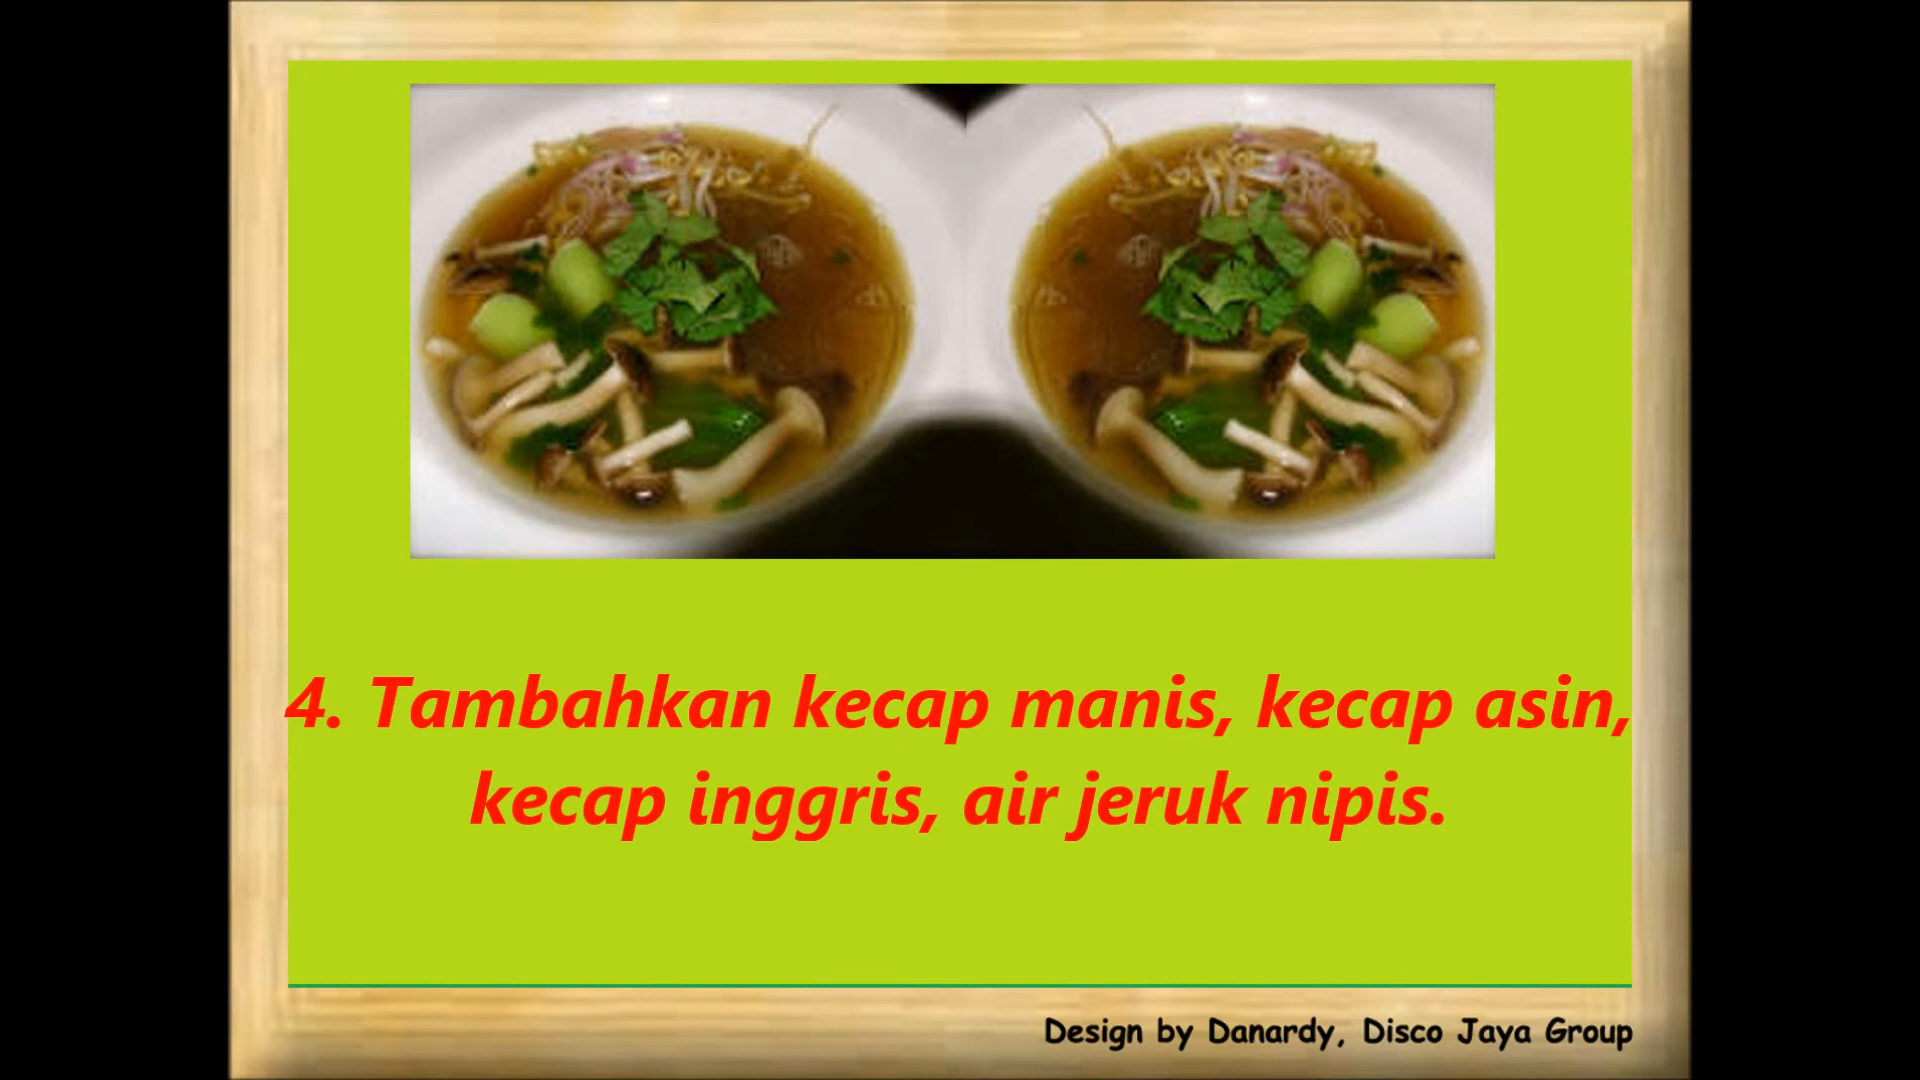 4. Tambahkan kecap manis, kecap asin,
kecap inggris, air jeruk nipis.
Design by Danardy, Disco Jaya Group